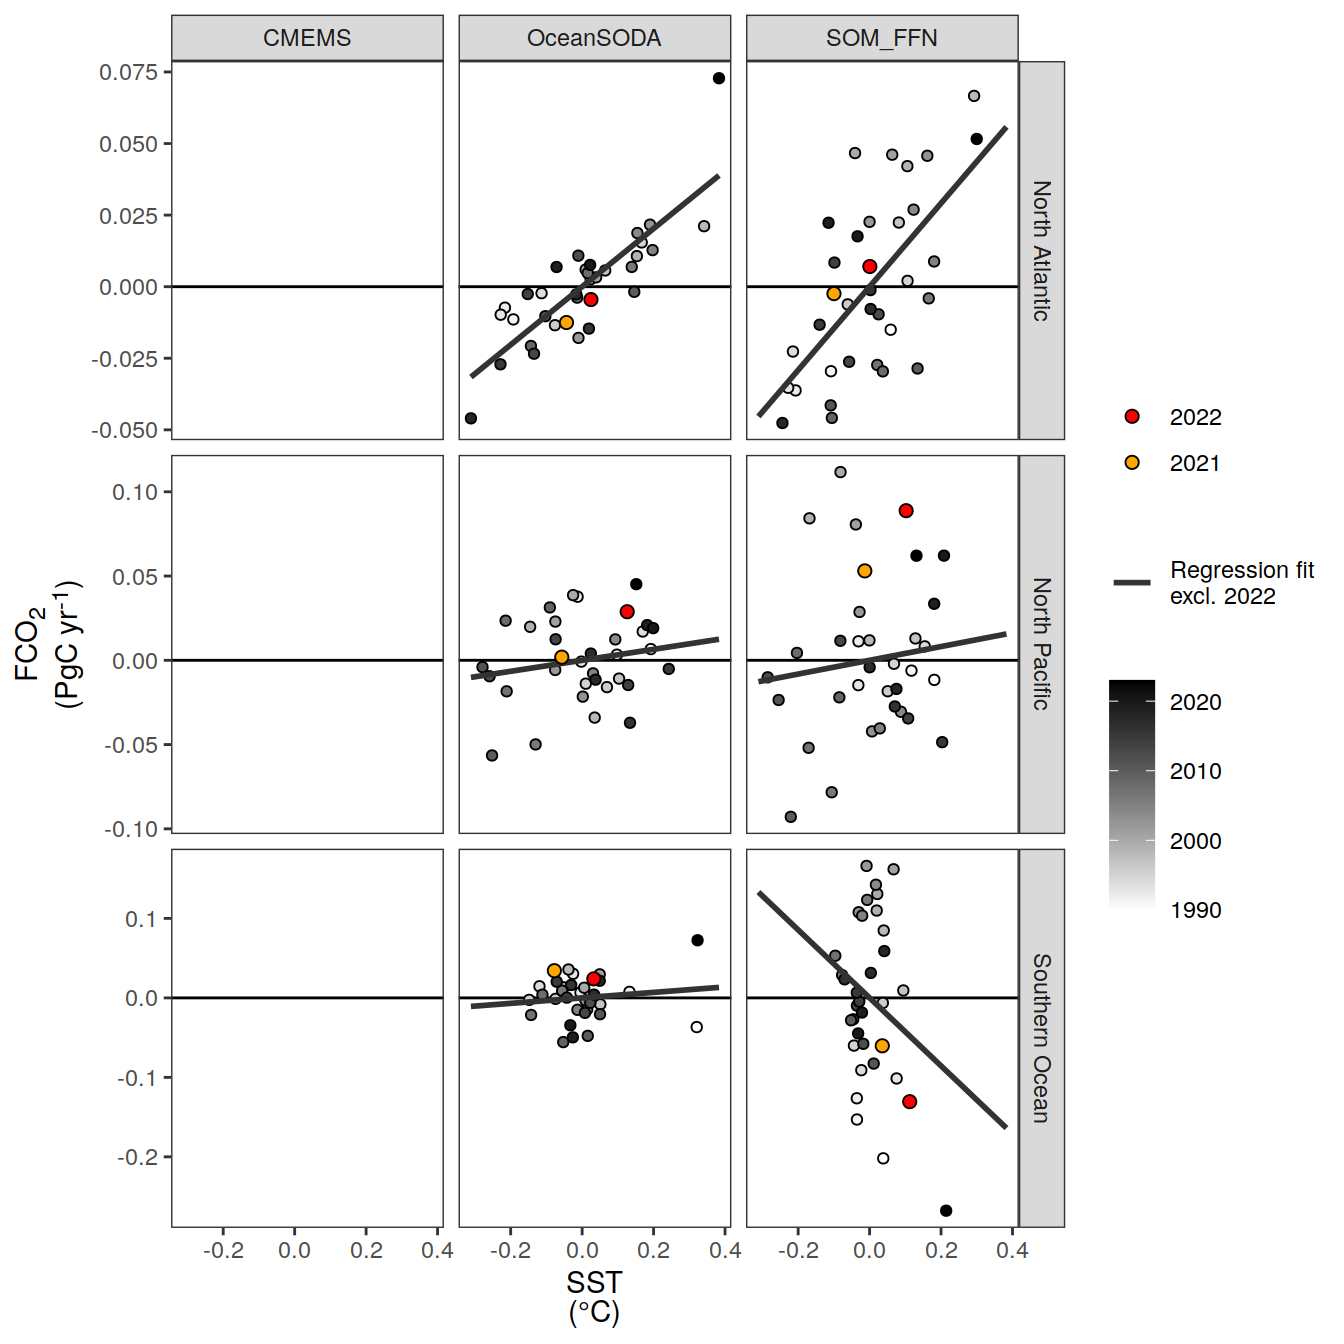 CMEMS OceanSODA SOM_FFN
0.075
0.050
0.025
0.000
-0.025
-0.050
North Atlantic
0.10
0.05
0.00
-0.05
-0.10
North Pacific
0.1
0.0
-0.1
-0.2
Southern Ocean
-0.2 0.0 0.2 0.4 -0.2 0.0 0.2 0.4 -0.2 0.0 0.2 0.4
SST
(°C)
FCO₂
(PgC yr⁻¹)
2022
2021
Regression fit
excl. 2022
2020
2010
2000
1990